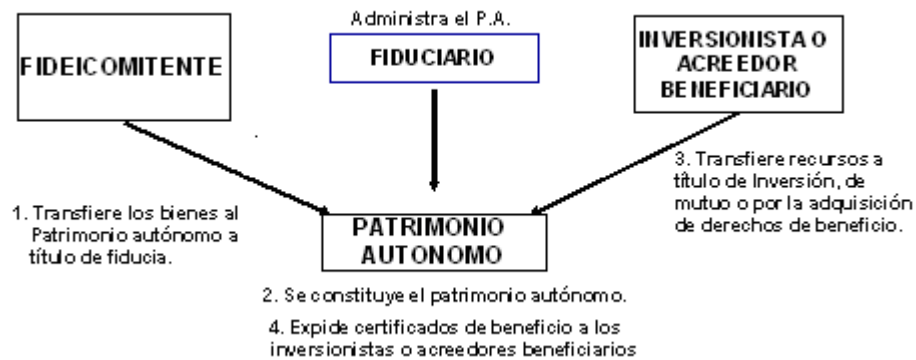 Administra el P.A.
FIDEICOMITENTE
FIDUCIARIO
INVERSIONISTA O
ACREEDOR
BENEFICIARIO
1. Transfiere los bienes al
Patrimonio autónomo a
título de fiducia.
3. Transfiere recursos a
título de Inversión, de
mutuo o por la adquisición
de derechos de beneficio.
PATRIMONIO
AUTONOMO
2. Se constituye el patrimonio autónomo.
4. Expide certificados de beneficio a los
inversionistas o acreedores beneficiarios